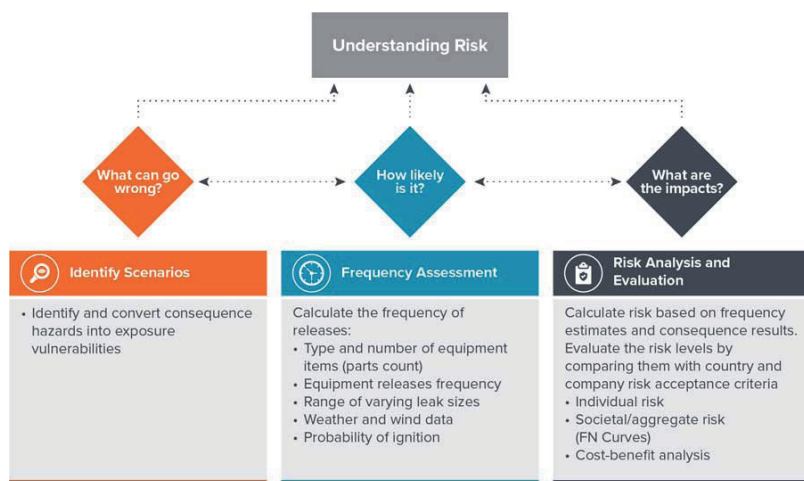 Understanding Risk
What can go
wrong?
How likely
is it?
What are
the impacts?
Identify Scenarios
• Identify and convert consequence
hazards into exposure
vulnerabilities
Frequency Assessment
Calculate the frequency of
releases:
• Type and number of equipment
items (parts count)
• Equipment releases frequency
• Range of varying leak sizes
• Weather and wind data
• Probability of ignition
Risk Analysis and
Evaluation
Calculate risk based on frequency
estimates and consequence results.
Evaluate the risk levels by
comparing them with country and
company risk acceptance criteria
• Individual risk
• Societal/aggregate risk
(FN Curves)
• Cost-benefit analysis